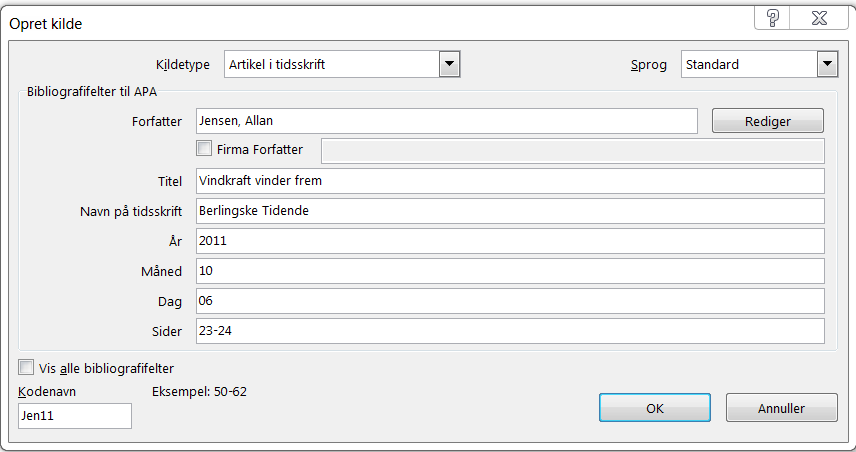 Opret kilde
Kildetype Artikel i tidsskrift Sprog Standard
Bibliografifelter til APA
Forfatter Jensen, Allan Rediger
Firma Forfatter
Titel Vindkraft vinder frem
Navn på tidsskrift Berlingske Tidende
År 2011
Måned 10
Dag 06
Sider 23-24
Vis alle bibliografifelter
Kodenavn Eksempel: 50-62
Jen11 OK Annuller